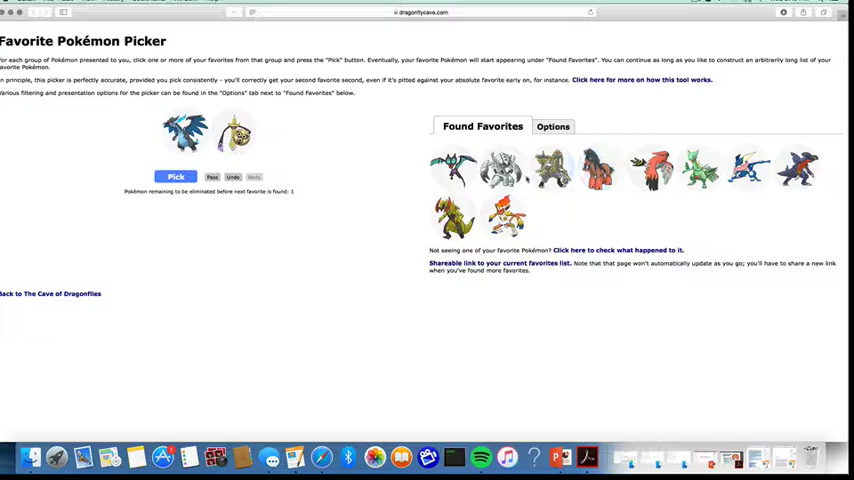 dragonflycave.com
Favorite Pokémon Picker
For each group of Pokémon presented to you, click one or more of your favorites from that group and press the "Pick" button. Eventually, your favorite Pokémon will start appearing under "Found Favorites". You can continue as long as you like to construct an arbitrarily long list of your
favorite Pokémon.
In principle, this picker is perfectly accurate, provided you pick consistently - you'll correctly get your second favorite second, even if it's pitted against your absolute favorite early on, for instance. Click here for more on how this tool works.
Various filtering and presentation options for the picker can be found in the "Options" tab next to "Found Favorites" below.
Pick
Pass
Undo
Redo
Pokémon remaining to be eliminated before next favorite is found: 1
Found Favorites
Options
Not seeing one of your favorite Pokémon? Click here to check what happened to it.
Shareable link to your current favorites list. Note that that page won't automatically update as you go; you'll have to share a new link
when you've found more favorites.
Back to The Cave of Dragonflies